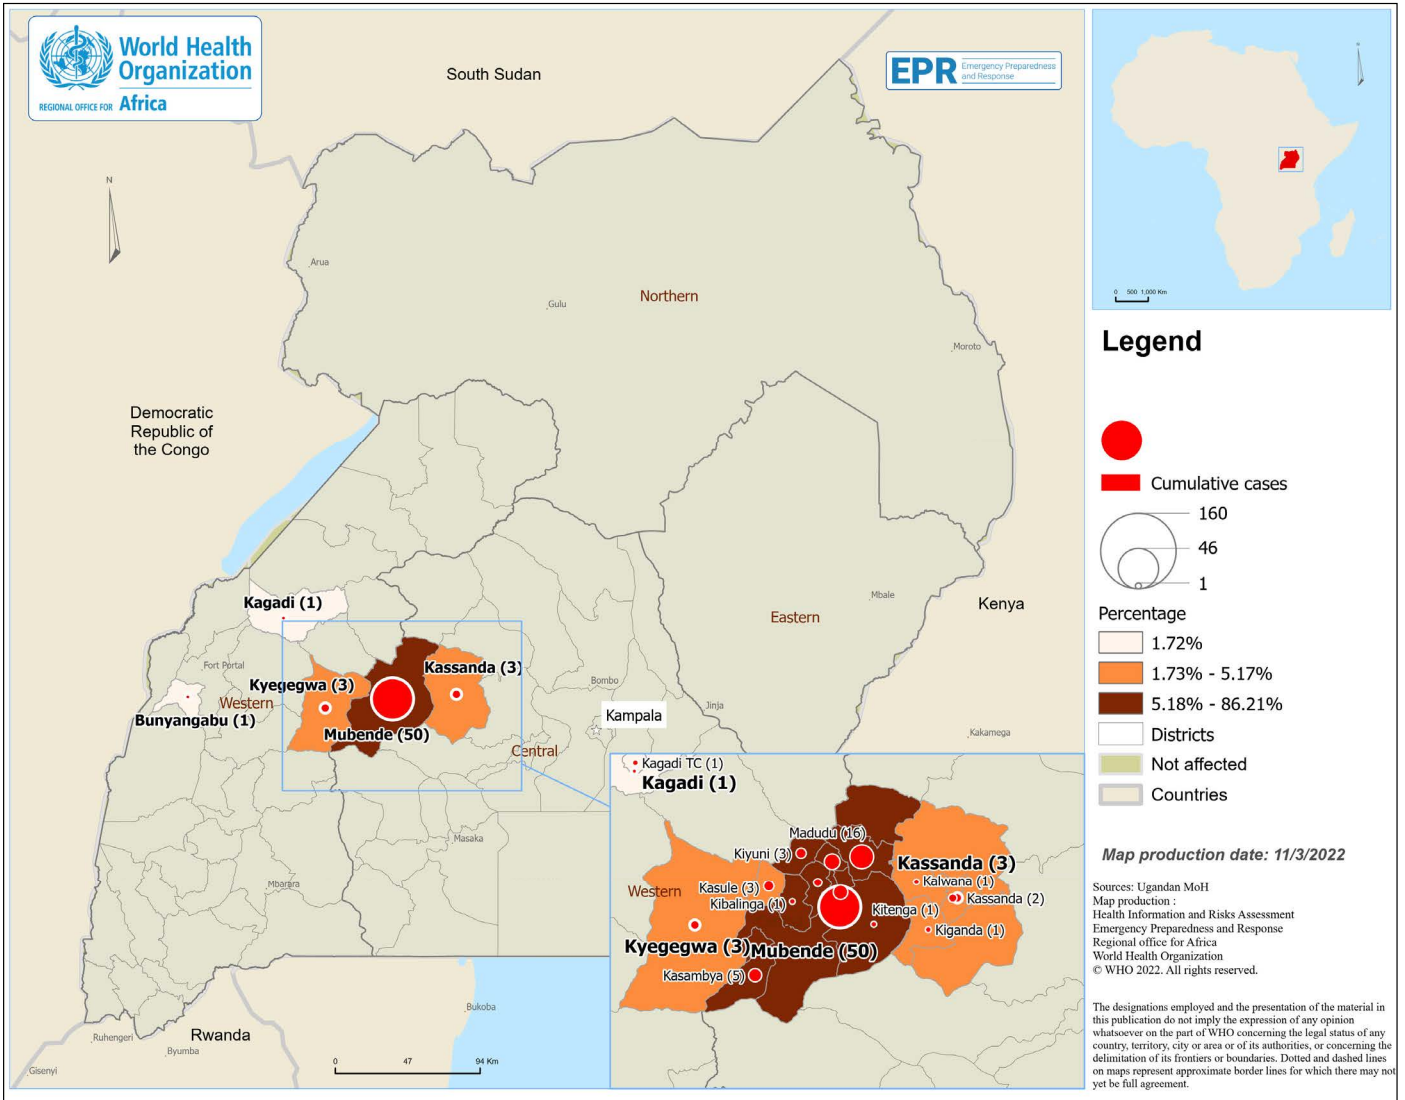 World Health
Organization
REGIONAL OFFICE FOR Africa
EPR Emergency Preparedness
and Response
South Sudan
N
Arua
Gulu
Northern
Moroto
Democratic
Republic of
the Congo
Kagadi (1)
Fort Portal
Western
Bunyangabu (1)
Kyegegwa (3)
Kassanda (3)
Mubende (50)
Bombo
Kampala
Jinja
Central
Eastern
Mbale
Kenya
Kakamega
Masaka
Mbarara
Bukoba
Rwanda
Ruhengeri
Byumba
Gisenyi
0 47 94 Km
Kagadi TC (1)
Kagadi (1)
Madudu (16)
Kiyuni (3)
Kassanda (3)
Western
Kasule (3)
Kalwana (1)
Kibalinga (1)
Kassanda (2)
Kitenga (1)
Kiganda (1)
Kyegegwa (3)
Mubende (50)
Kasambya (5)
0 500 1,000 Km
Legend
Cumulative cases
160
46
1
Percentage
1.72%
1.73% - 5.17%
5.18% - 86.21%
Districts
Not affected
Countries
Map production date: 11/3/2022
Sources: Ugandan MoH
Map production :
Health Information and Risks Assessment
Emergency Preparedness and Response
Regional office for Africa
World Health Organization
© WHO 2022. All rights reserved.
The designations employed and the presentation of the material in
this publication do not imply the expression of any opinion
whatsoever on the part of WHO concerning the legal status of any
country, territory, city or area or of its authorities, or concerning the
delimitation of its frontiers or boundaries. Dotted and dashed lines
on maps represent approximate border lines for which there may not
yet be full agreement.